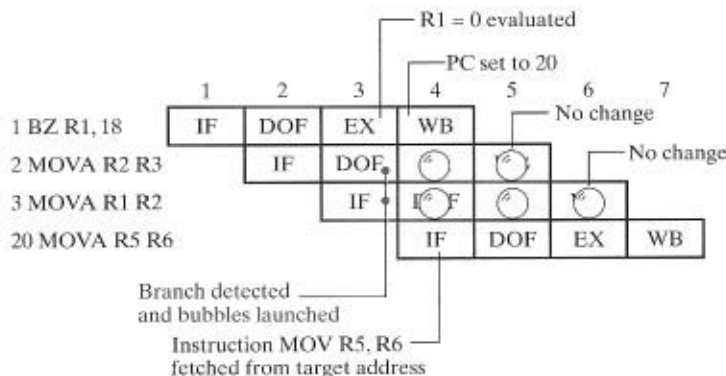 R1 = 0 evaluated
PC set to 20
1 2 3 4 5 6 7
No change
1 BZ R1, 18 IF DOF EX WB
No change
2 MOVA R2 R3 IF DOF
3 MOVA R1 R2 IF
20 MOVA R5 R6 IF DOF EX WB
Branch detected
and bubbles launched
Instruction MOV R5, R6
fetched from target address